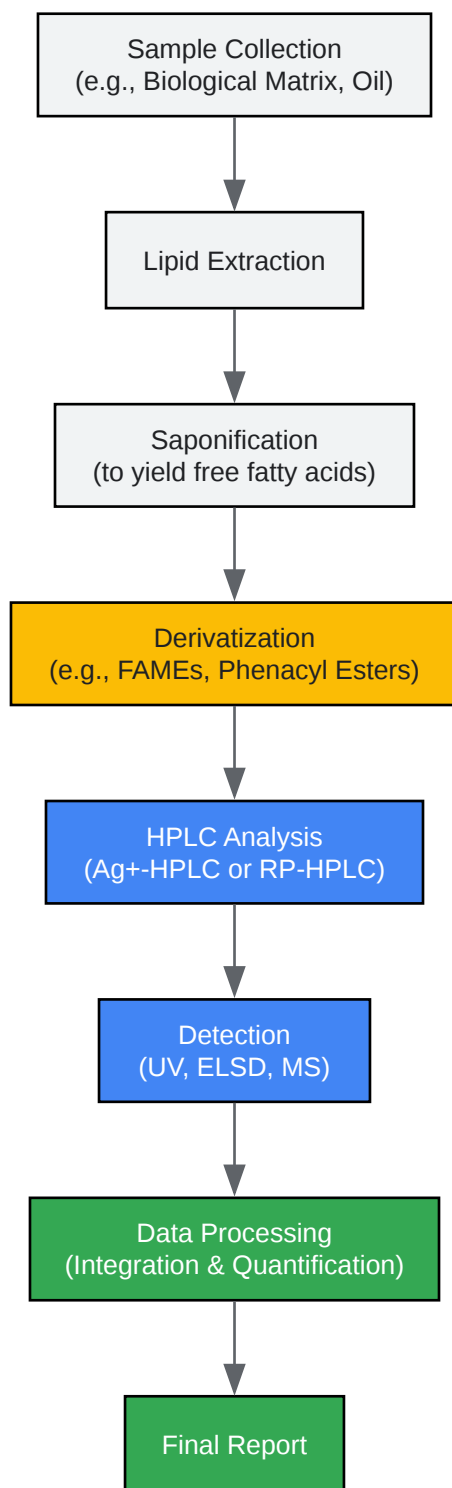 Sample Collection
(e.g., Biological Matrix, Oil)
Lipid Extraction
Saponification
(to yield free fatty acids)
Derivatization
(e.g., FAMEs, Phenacyl Esters)
HPLC Analysis
(Ag+-HPLC or RP-HPLC)
Detection
(UV, ELSD, MS)
Data Processing
(Integration & Quantification)
Final Report